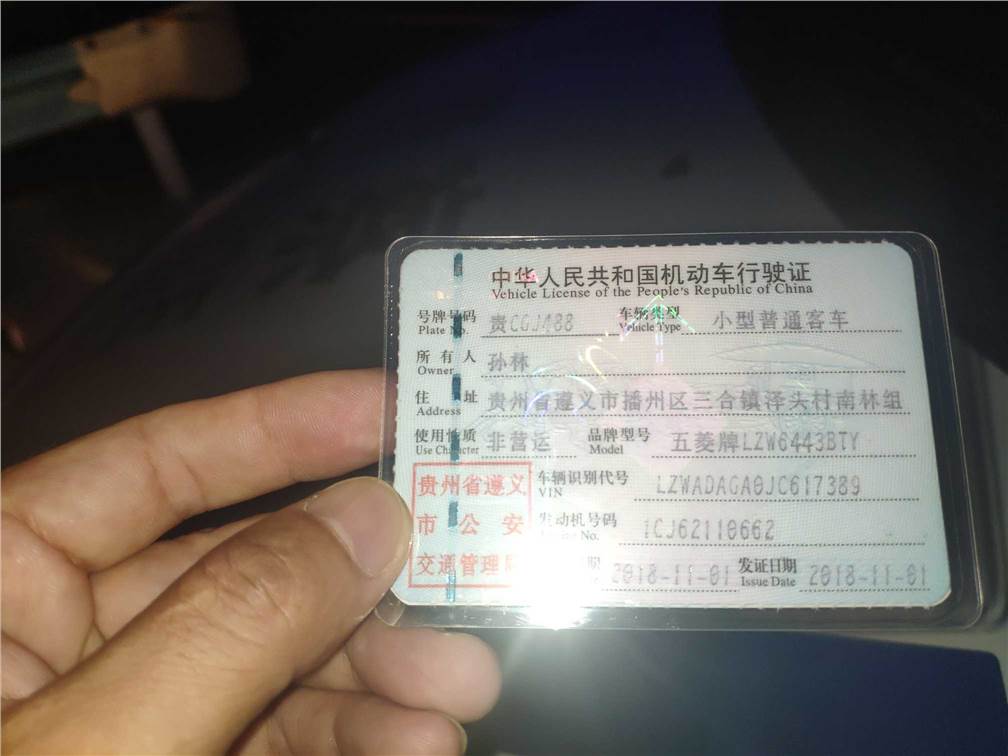 中华人民共和国机动车行驶证
Vehicle License of the People's Republic of China
号牌号码 贵CGJ488 车辆类型 小型普通客车
Plate No. Vehicle Type
所有人 孙林
Owner
住址 贵州省遵义市播州区三合镇泽头村南林组
Address
使用性质 非营运 品牌型号 五菱牌LZW6443BTY
Use Character Model
贵州省遵义 车辆识别代号 LZWADAGA0JC617389
VIN
市公安 发动机号码 1CJ62110662
No.
交通管理 期 2018-11-01 发证日期 2018-11-01
Issue Date